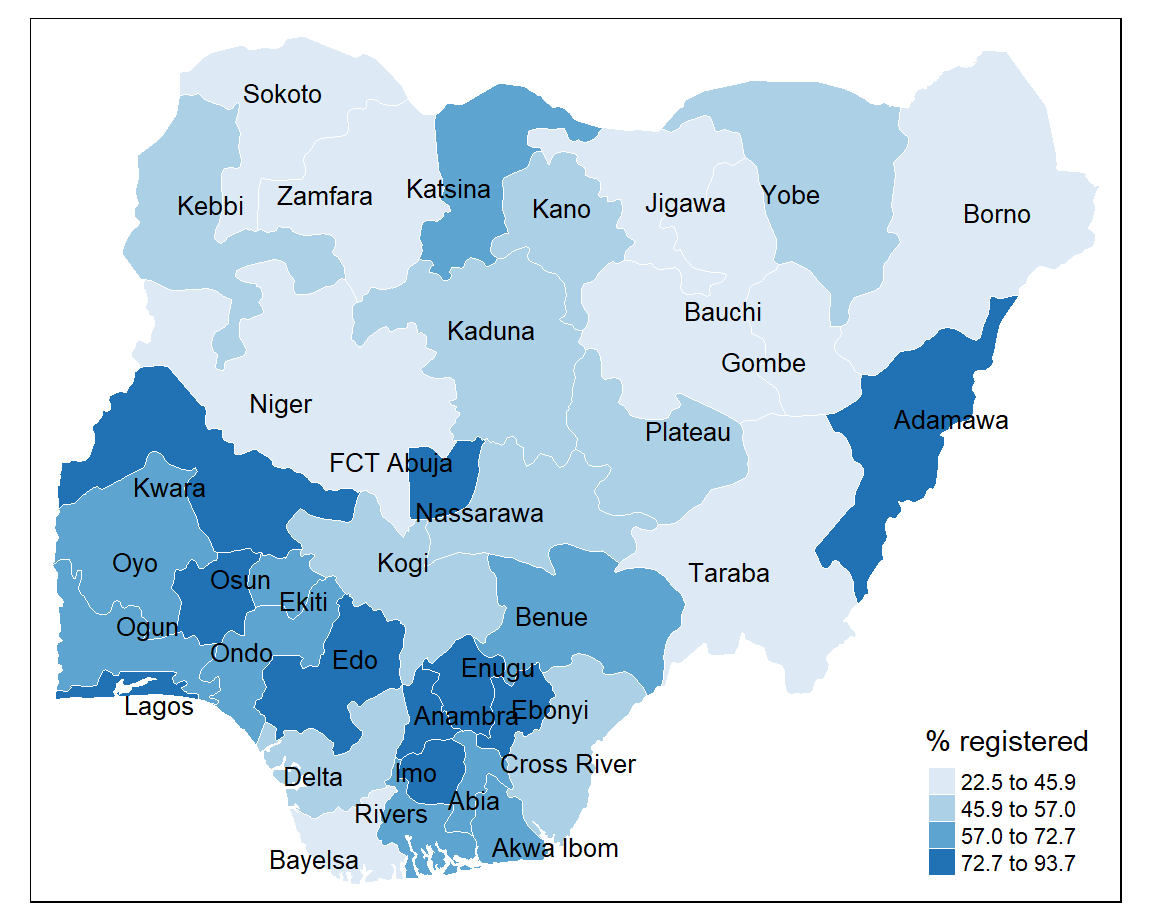 Sokoto
Kebbi
Zamfara
Katsina
Kano
Jigawa
Yobe
Borno
Kaduna
Bauchi
Gombe
Niger
Adamawa
Plateau
FCT Abuja
Kwara
Nassarawa
Oyo
Osun
Kogi
Taraba
Ekiti
Benue
Ogun
Ondo
Edo
Enugu
Lagos
Anambra
Ebonyi
Delta
Imo
Cross River
Rivers
Abia
Bayelsa
Akwa Ibom
% registered
22.5 to 45.9
45.9 to 57.0
57.0 to 72.7
72.7 to 93.7